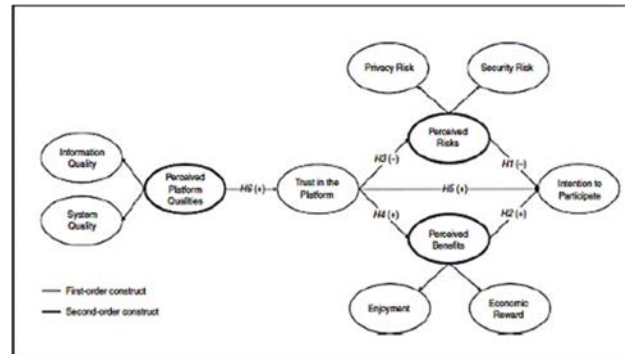 Privacy Risk
Security Risk
Perceived
Risks
Information
Quality
System
Quality
Perceived
Platform
Qualities
H6 (+)
Trust in the
Platform
H3 (−)
H1 (−)
H5 (+)
H4 (+)
H2 (+)
Intention to
Participate
Perceived
Benefits
Enjoyment
Economic
Reward
First-order construct
Second-order construct